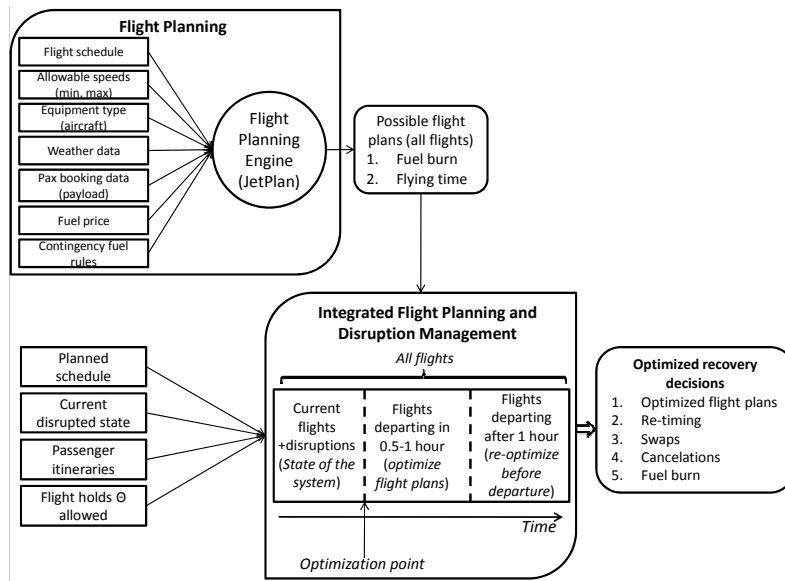 Flight Planning
Flight schedule
Allowable speeds
(min, max)
Equipment type
(aircraft)
Weather data
Pax booking data
(payload)
Fuel price
Contingency fuel
rules
Flight
Planning
Engine
(JetPlan)
Possible flight
plans (all flights)
1. Fuel burn
2. Flying time
Integrated Flight Planning and
Disruption Management
All flights
Planned
schedule
Current
disrupted state
Passenger
itineraries
Flight holds Θ
allowed
Current
flights
+disruptions
(State of the
system)
Flights
departing in
0.5-1 hour
(optimize
flight plans)
Flights
departing
after 1 hour
(re-optimize
before
departure)
Time
Optimization point
Optimized recovery
decisions
1. Optimized flight plans
2. Re-timing
3. Swaps
4. Cancelations
5. Fuel burn